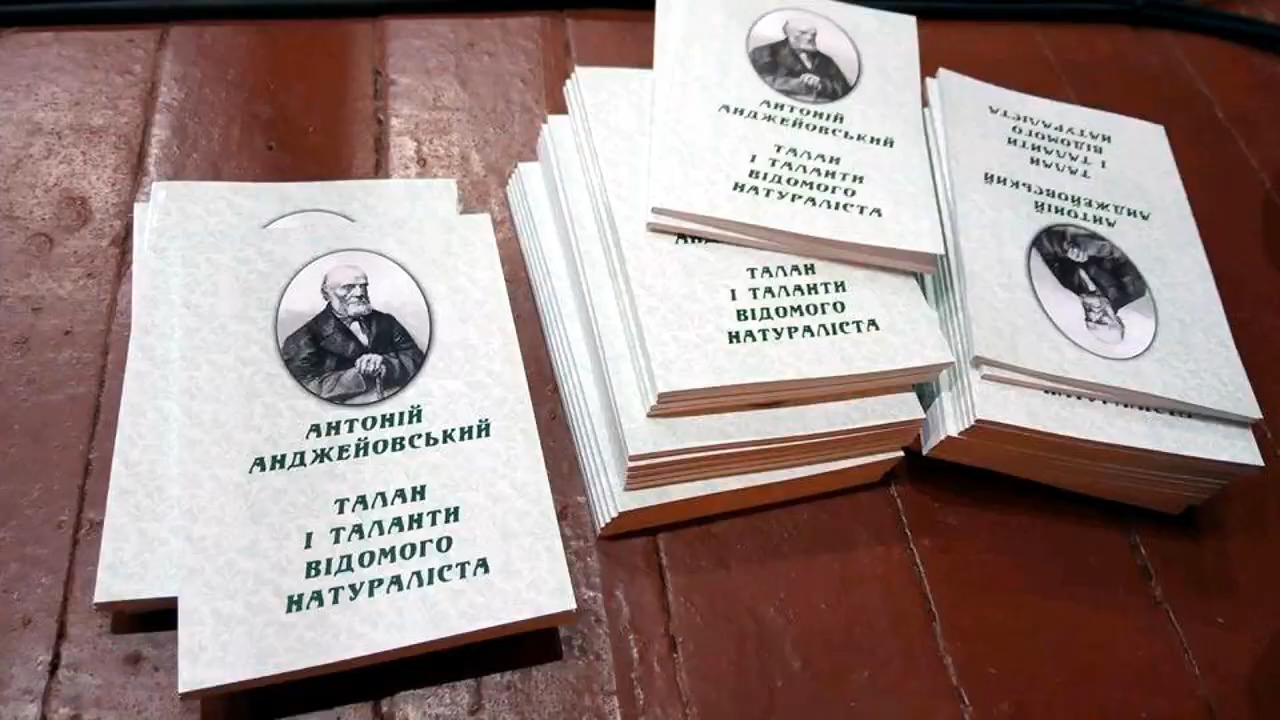 АНТОНІЙ
АНДЖЕЙОВСЬКИЙ
ТАЛАН
І ТАЛАНТИ
ВІДОМОГО
НАТУРАЛІСТА
АНТОНІЙ
АНДЖЕЙОВСЬКИЙ
ТАЛАН
І ТАЛАНТИ
ВІДОМОГО
НАТУРАЛІСТА
ТАЛАН
І ТАЛАНТИ
ВІДОМОГО
НАТУРАЛІСТА
АНТОНІЙ
АНДЖЕЙОВСЬКИЙ
ТАЛАН
І ТАЛАНТИ
ВІДОМОГО
НАТУРАЛІСТА